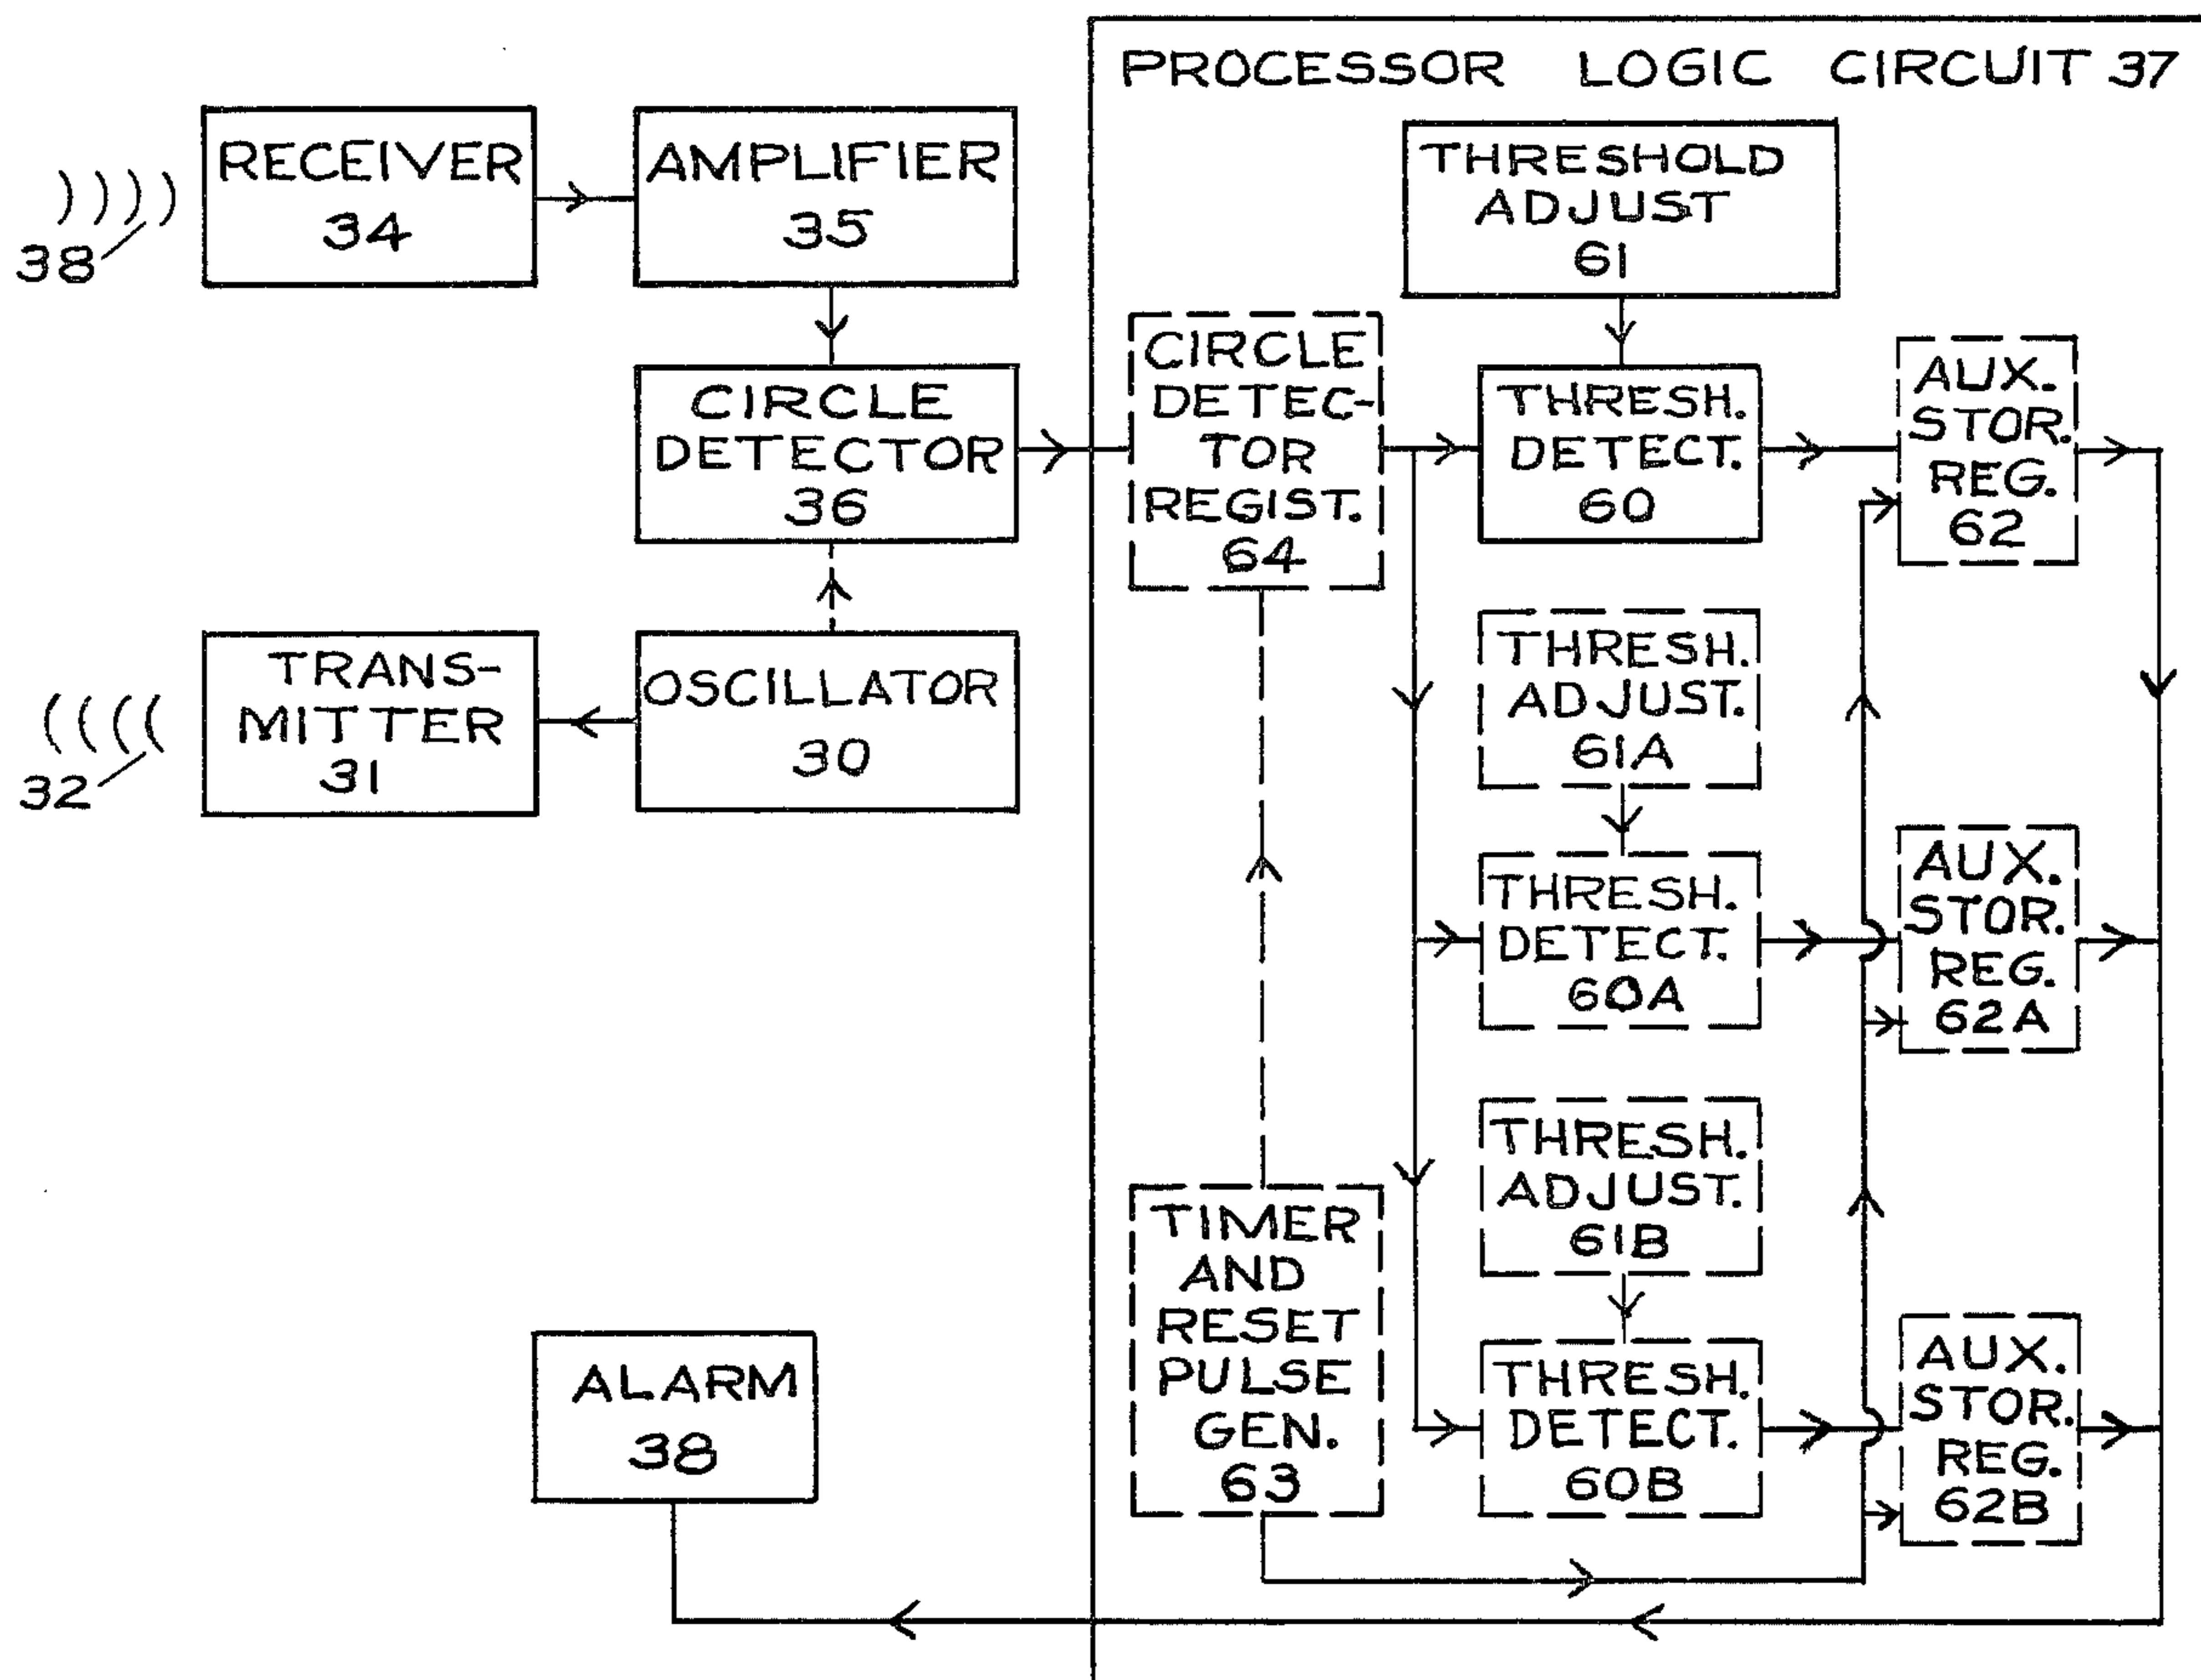 PROCESSOR LOGIC CIRCUIT 37
RECEIVER
34
38
AMPLIFIER
35
THRESHOLD
ADJUST
61
CIRCLE
DETECTOR
36
CIRCLE
DETEC-
TOR
REGIST.
64
THRESH.
DETECT.
60
AUX.
STOR.
REG.
62
TRANS-
MITTER
31
32
OSCILLATOR
30
THRESH.
ADJUST.
61A
THRESH.
DETECT.
60A
AUX.
STOR.
REG.
62A
THRESH.
ADJUST.
61B
TIMER
AND
RESET
PULSE
GEN.
63
THRESH.
DETECT.
60B
AUX.
STOR.
REG.
62B
ALARM
38